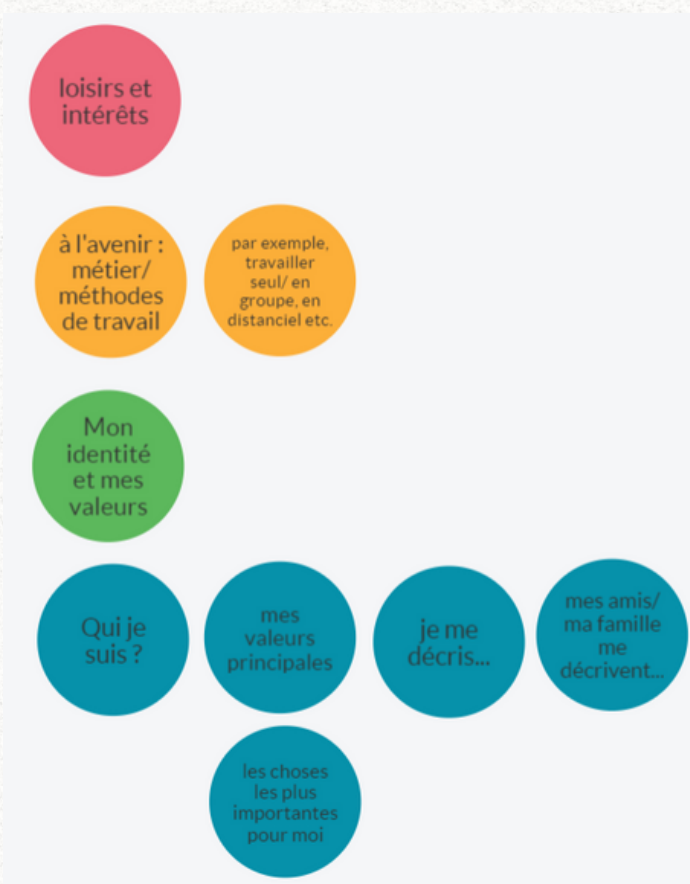 loisirs et
intérêts
à l'avenir :
métier/
méthodes
de travail
par exemple,
travailler
seul/ en
groupe, en
distanciel etc.
Mon
identité
et mes
valeurs
Qui je
suis ?
mes
valeurs
principales
je me
décris...
mes amis/
ma famille
me
décrivent...
les choses
les plus
importantes
pour moi